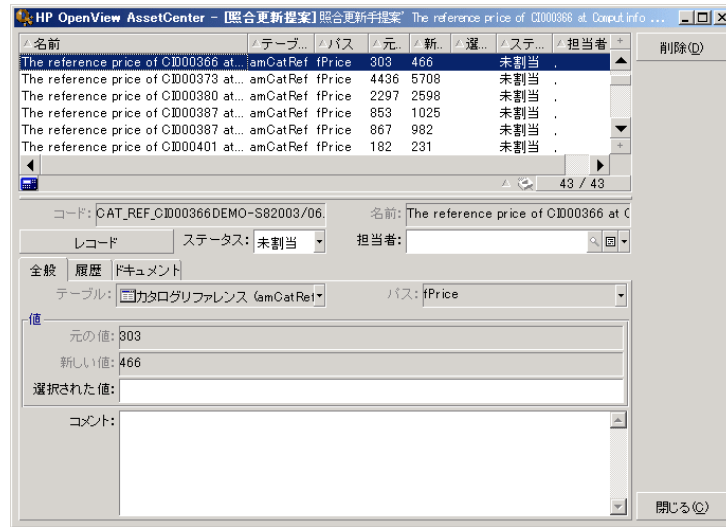 HP OpenView AssetCenter - [照合更新提案] 照合更新手提案' The reference price of CI000366 at Comput info ...
名前 テーブ... パス 元.. 新.. 選... ステ... 担当者
The reference price of CI000366 at... amCatRef fPrice 303 466 未割当 ,
The reference price of CI000373 at... amCatRef fPrice 4436 5708 未割当 ,
The reference price of CI000380 at... amCatRef fPrice 2297 2598 未割当 ,
The reference price of CI000387 at... amCatRef fPrice 853 1025 未割当 ,
The reference price of CI000387 at... amCatRef fPrice 867 982 未割当 ,
The reference price of CI000401 at... amCatRef fPrice 182 231 未割当 ,
43 / 43
削除(D)
コード: CAT_REF_CI000366DEMO-S82003/06. 名前: The reference price of CI000366 at C
レコード ステータス: 未割当 担当者:
全般 履歴 ドキュメント
テーブル: カタログリファレンス (amCatRef パス: fPrice
値
元の値: 303
新しい値: 466
選択された値:
コメント:
閉じる(C)